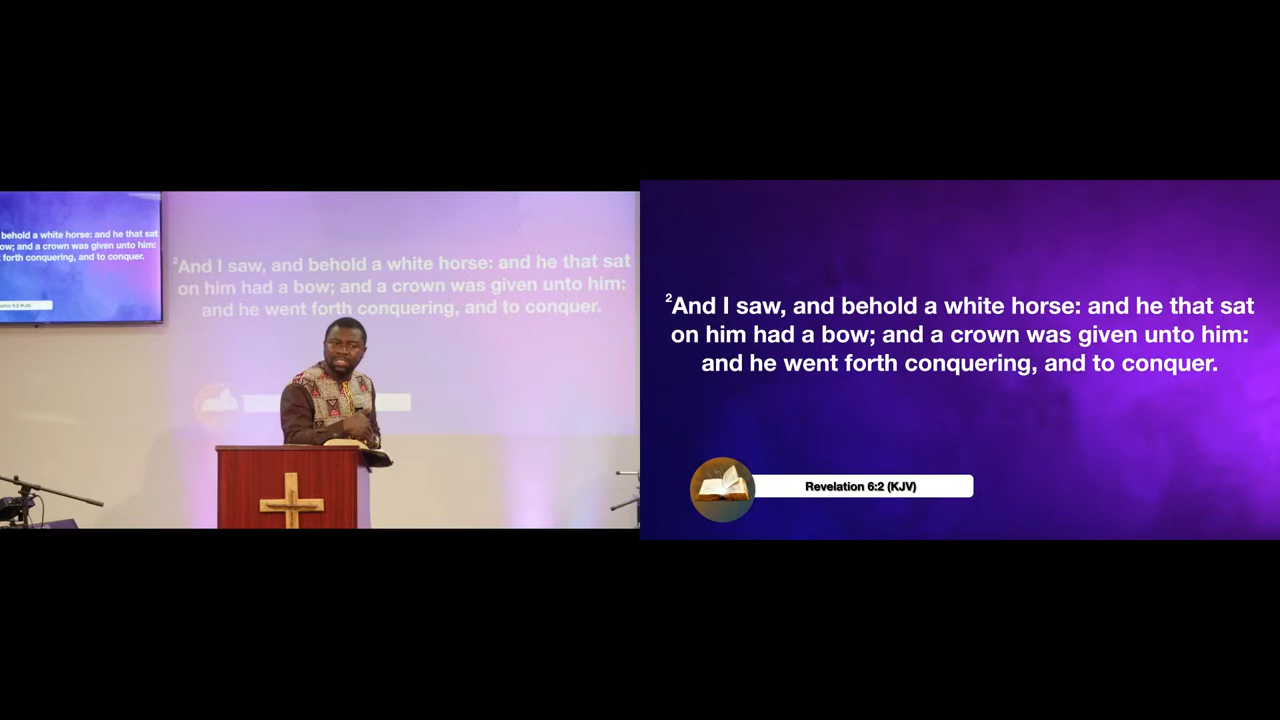 behold a white horse: and he that sat
bow; and a crown was given unto him:
forth conquering, and to conquer.
6:2 (KJV)
²And I saw, and behold a white horse: and he that sat
on him had a bow; and a crown was given unto him:
and he went forth conquering, and to conquer.
²And I saw, and behold a white horse: and he that sat
on him had a bow; and a crown was given unto him:
and he went forth conquering, and to conquer.
Revelation 6:2 (KJV)